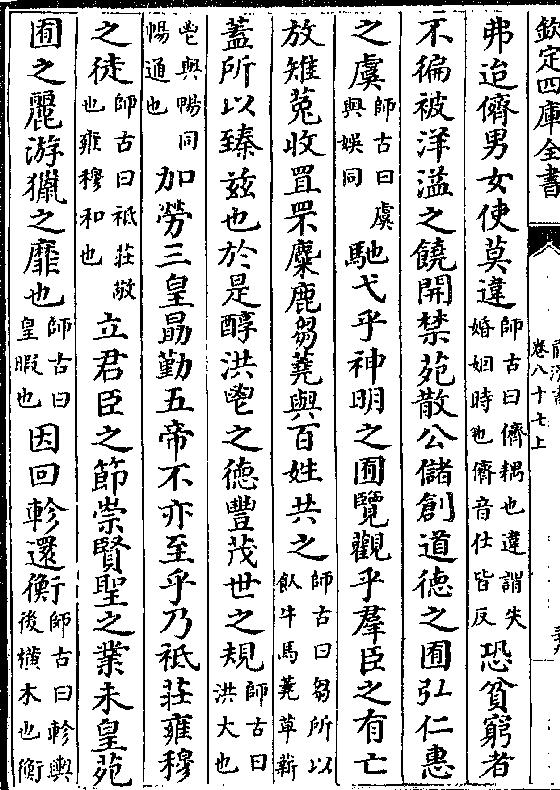 欽定四庫全書
卷八十七上
弗迨儕男女使莫違師古曰儕耦也違謂失婚姻時也儕音仕皆反恐貧窮者
不徧被洋溢之饒開禁苑散公儲創道德之囿弘仁惠
之虞師古曰虞與娯同馳弋乎神明之囿覽觀乎羣臣之有亡
放雉菟收罝罘麋鹿芻蕘與百姓共之師古曰芻所以飤牛馬蕘草薪
蓋所以臻兹也於是醇洪鬯之德豐茂世之規師古曰洪大也
鬯與暢同暢通也加勞三皇勗勤五帝不亦至乎乃祗莊雍穆
之徒師古曰祗莊敬也雍穆和也立君臣之節崇賢聖之業未皇苑
囿之麗游獵之靡也師古曰皇暇也因回軫還衡師古曰軫輿後横木也衡